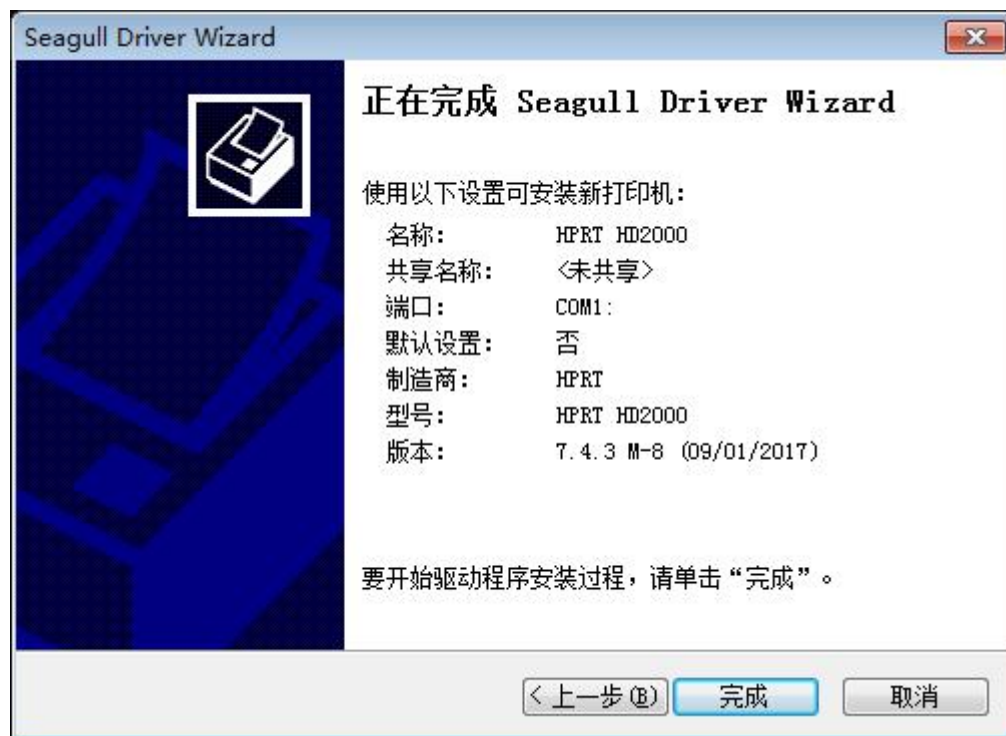 Seagull Driver Wizard
正在完成 Seagull Driver Wizard
使用以下设置可安装新打印机：
名称： HPRT HD2000
共享名称： <未共享>
端口： COM1:
默认设置： 否
制造商： HPRT
型号： HPRT HD2000
版本： 7.4.3 M-8 (09/01/2017)
要开始驱动程序安装过程，请单击“完成”。
<上一步(B) 完成 取消